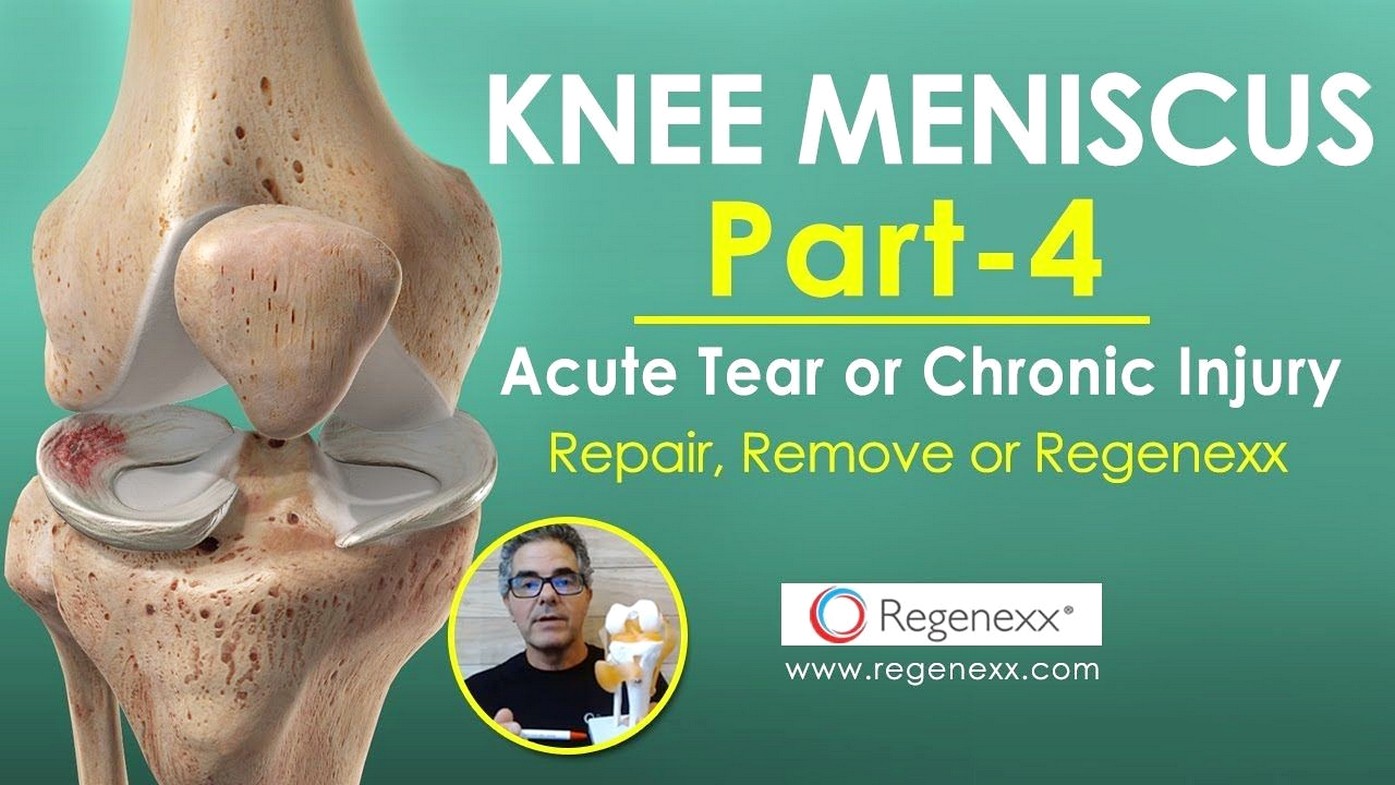 KNEE MENISCUS
Part-4
Acute Tear or Chronic Injury
Repair, Remove or Regenexx
Regenexx®
www.regenexx.com